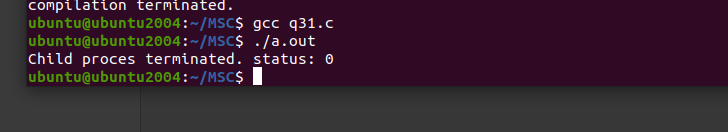 compilation terminated.
ubuntu@ubuntu2004:~/MSC$ gcc q31.c
ubuntu@ubuntu2004:~/MSC$ ./a.out
Child proces terminated. status: 0
ubuntu@ubuntu2004:~/MSC$